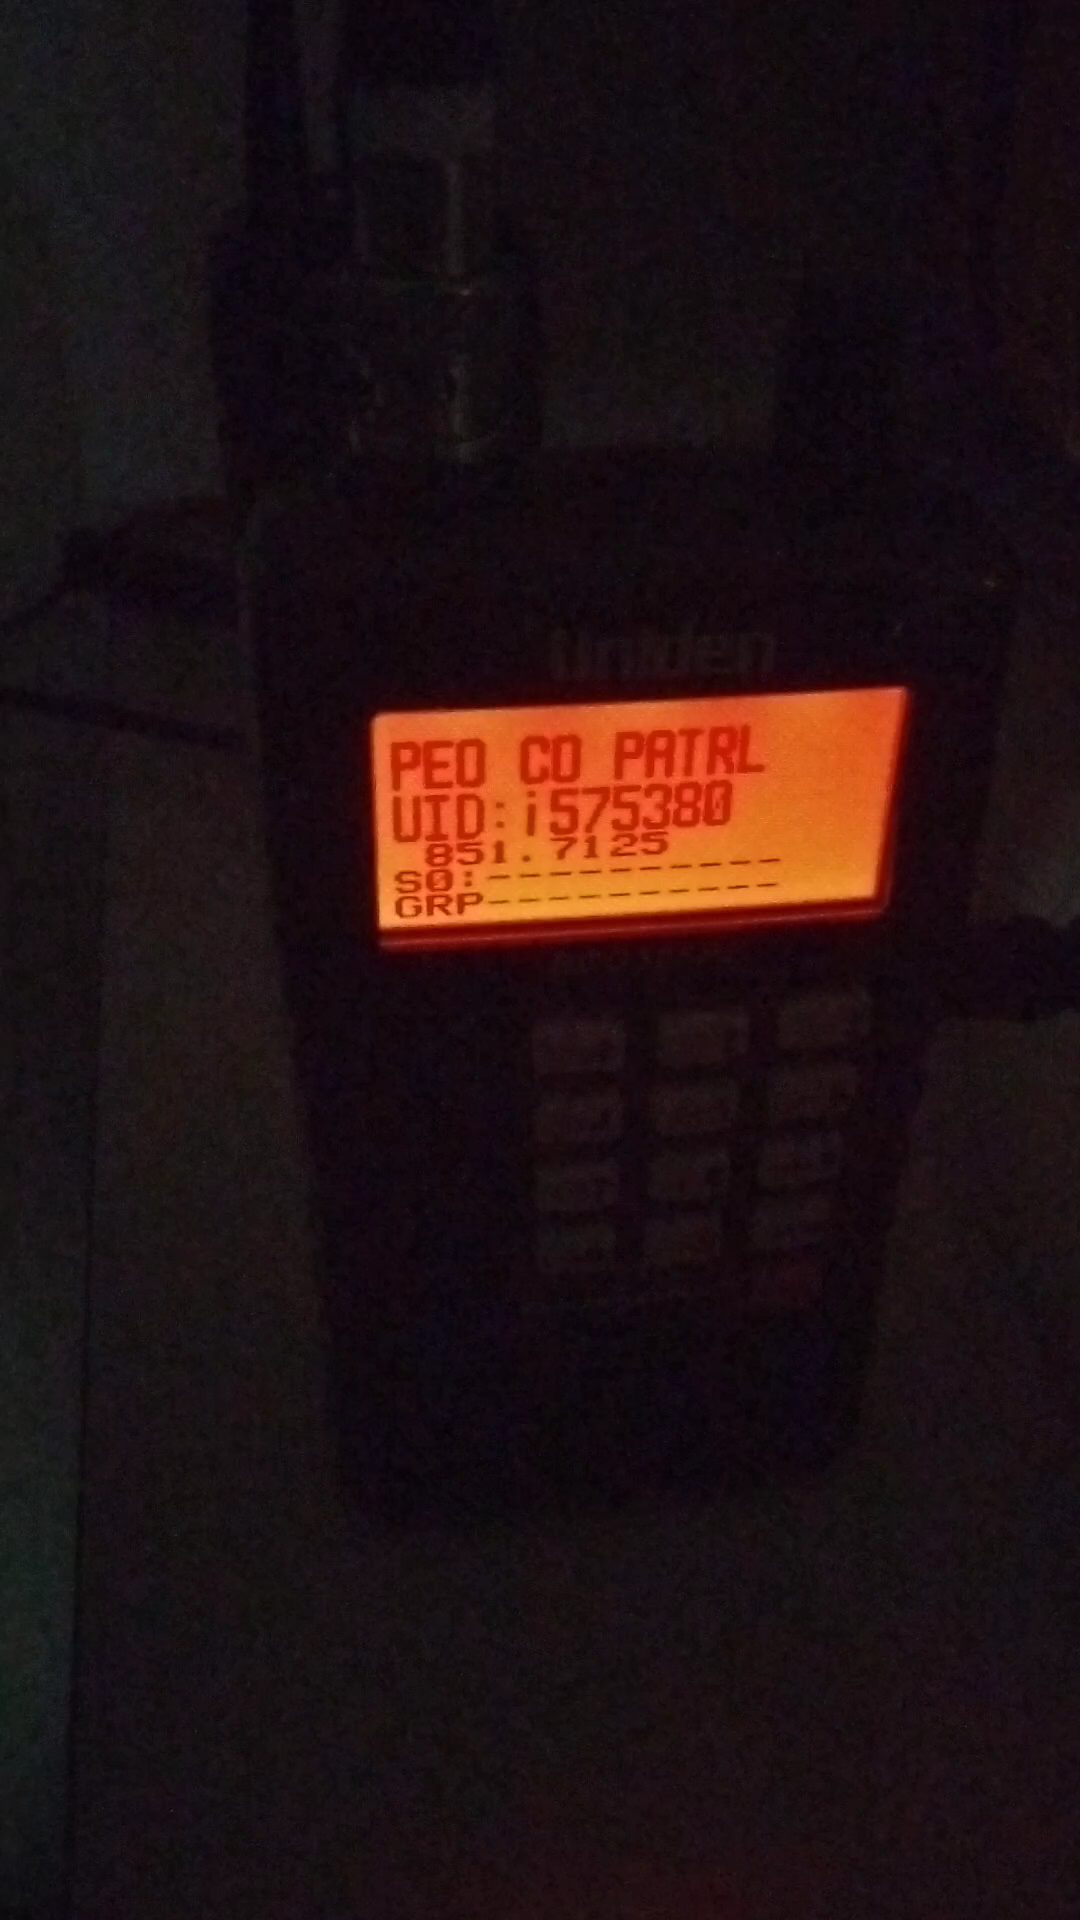 Uniden
PEO CO PATRL
UID:i575380
851.7125
S0:----------
GRP----------